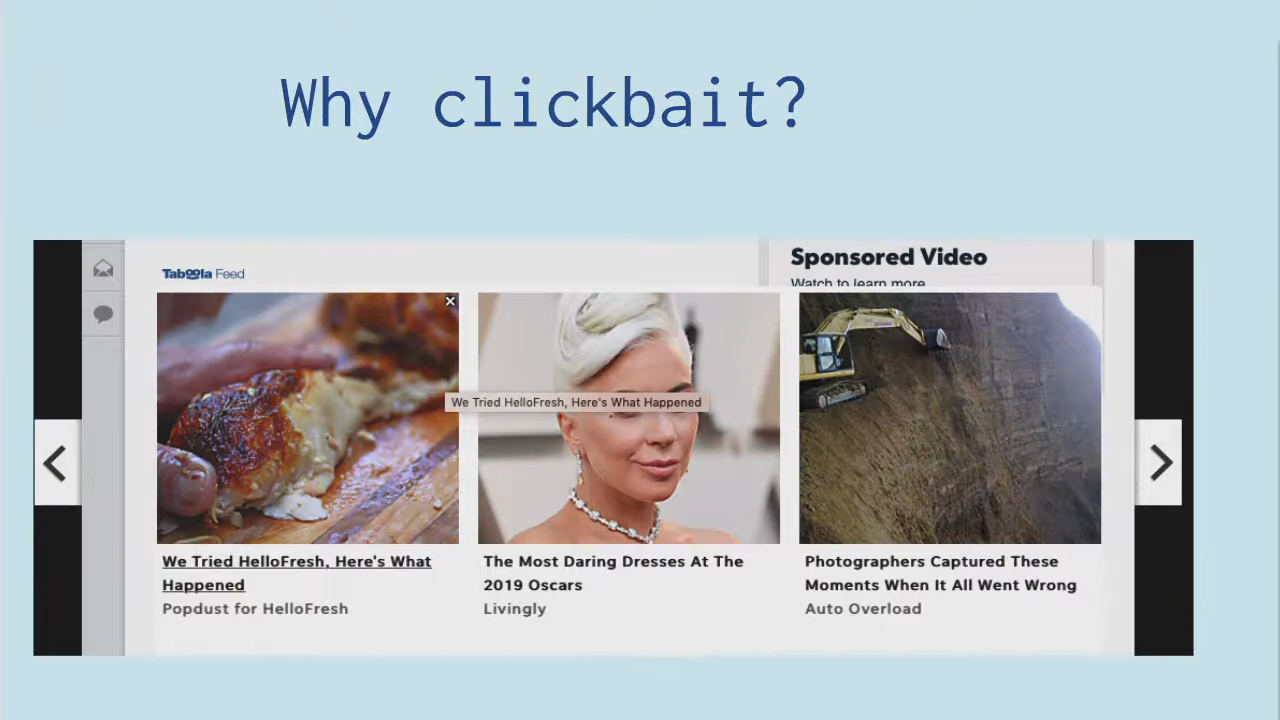 Why clickbait?
Taboola Feed
Sponsored Video
Watch to learn more
We Tried HelloFresh, Here's What Happened
We Tried HelloFresh, Here's What
Happened
Popdust for HelloFresh
The Most Daring Dresses At The
2019 Oscars
Livingly
Photographers Captured These
Moments When It All Went Wrong
Auto Overload